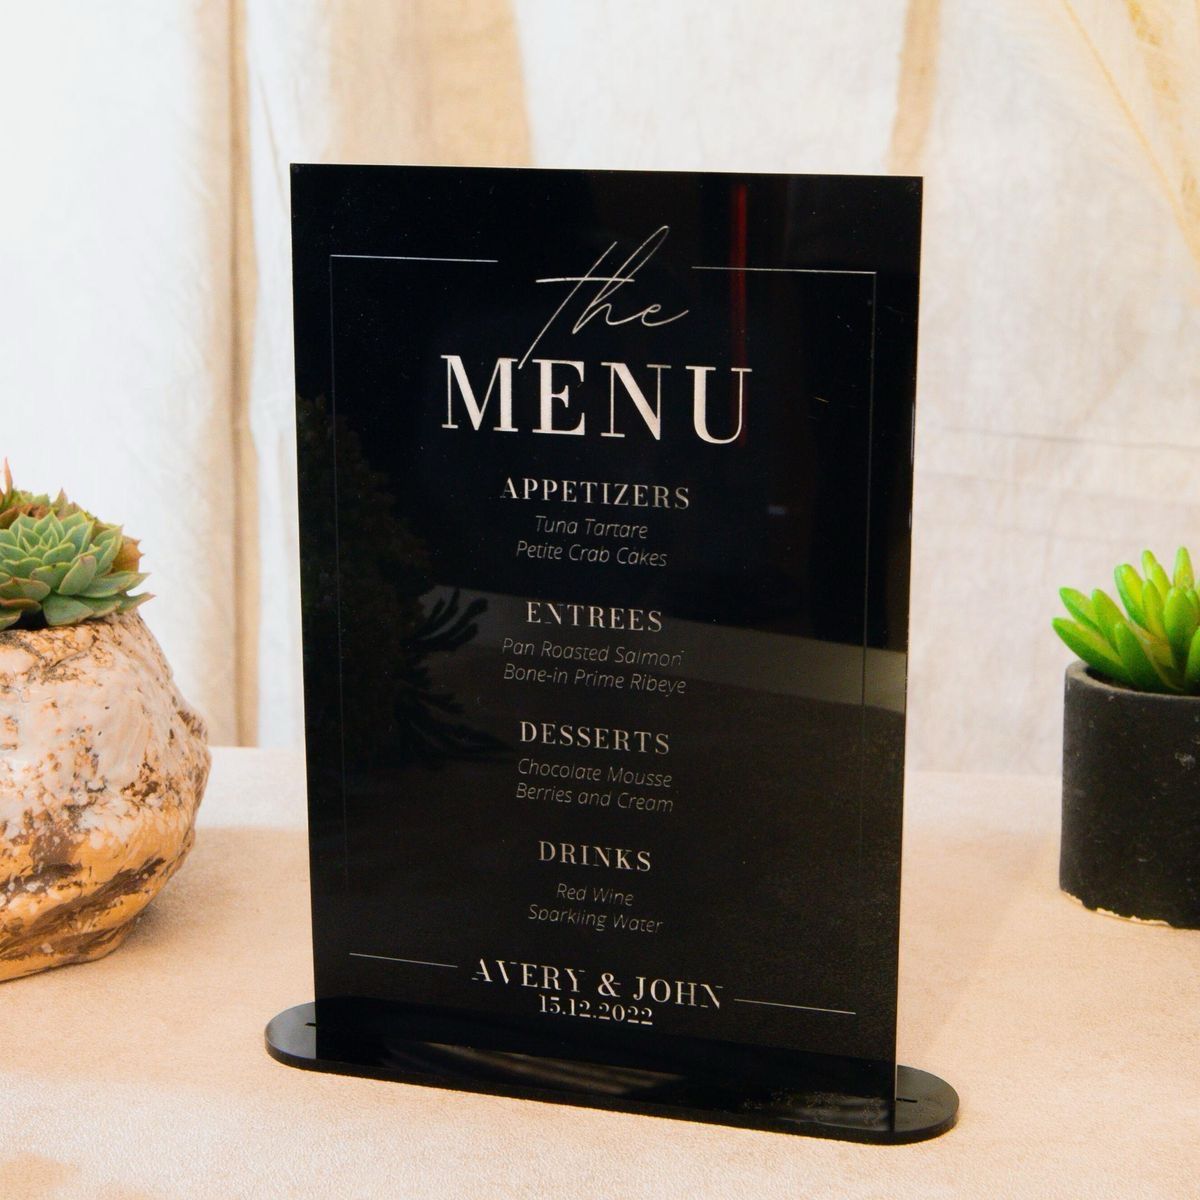 the
MENU
APPETIZERS
Tuna Tartare
Petite Crab Cakes
ENTREES
Pan Roasted Salmon
Bone-in Prime Ribeye
DESSERTS
Chocolate Mousse
Berries and Cream
DRINKS
Red Wine
Sparkling Water
AVERY & JOHN
15.12.2022